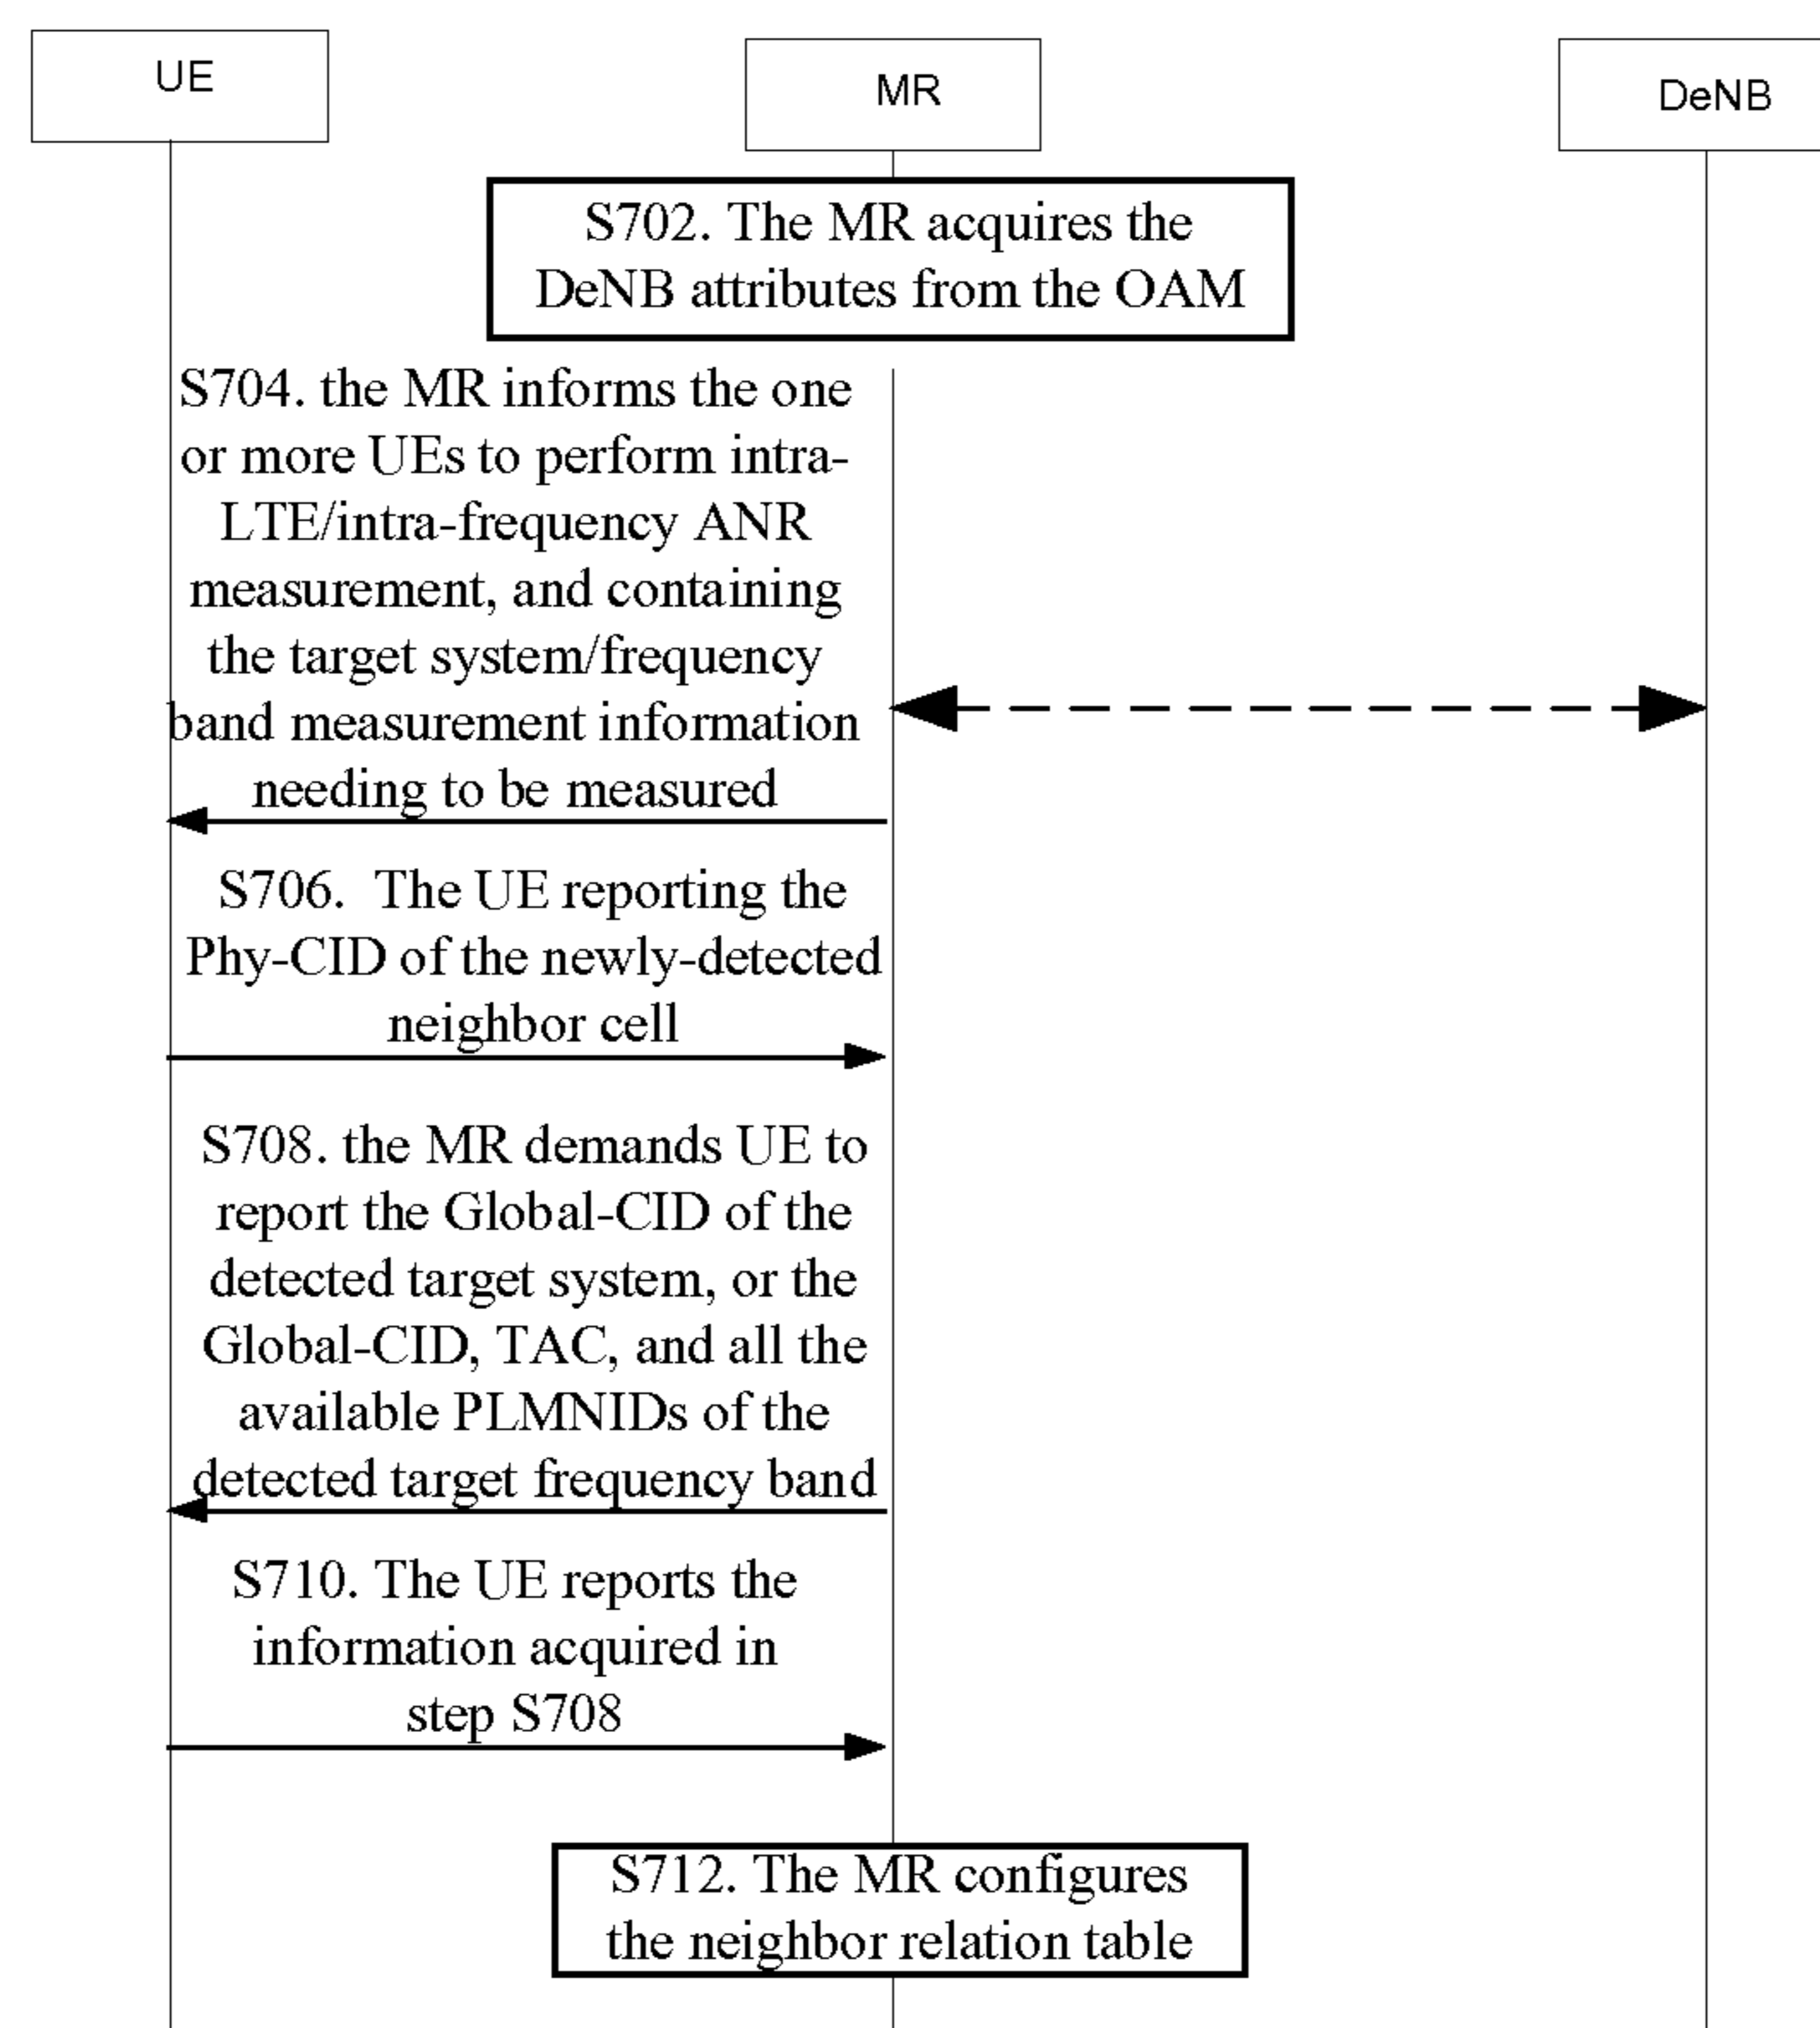 UE
MR
DeNB
S702. The MR acquires the
DeNB attributes from the OAM
S704. the MR informs the one
or more UEs to perform intra-
LTE/intra-frequency ANR
measurement, and containing
the target system/frequency
band measurement information
needing to be measured
S706. The UE reporting the
Phy-CID of the newly-detected
neighbor cell
S708. the MR demands UE to
report the Global-CID of the
detected target system, or the
Global-CID, TAC, and all the
available PLMNIDs of the
detected target frequency band
S710. The UE reports the
information acquired in
step S708
S712. The MR configures
the neighbor relation table